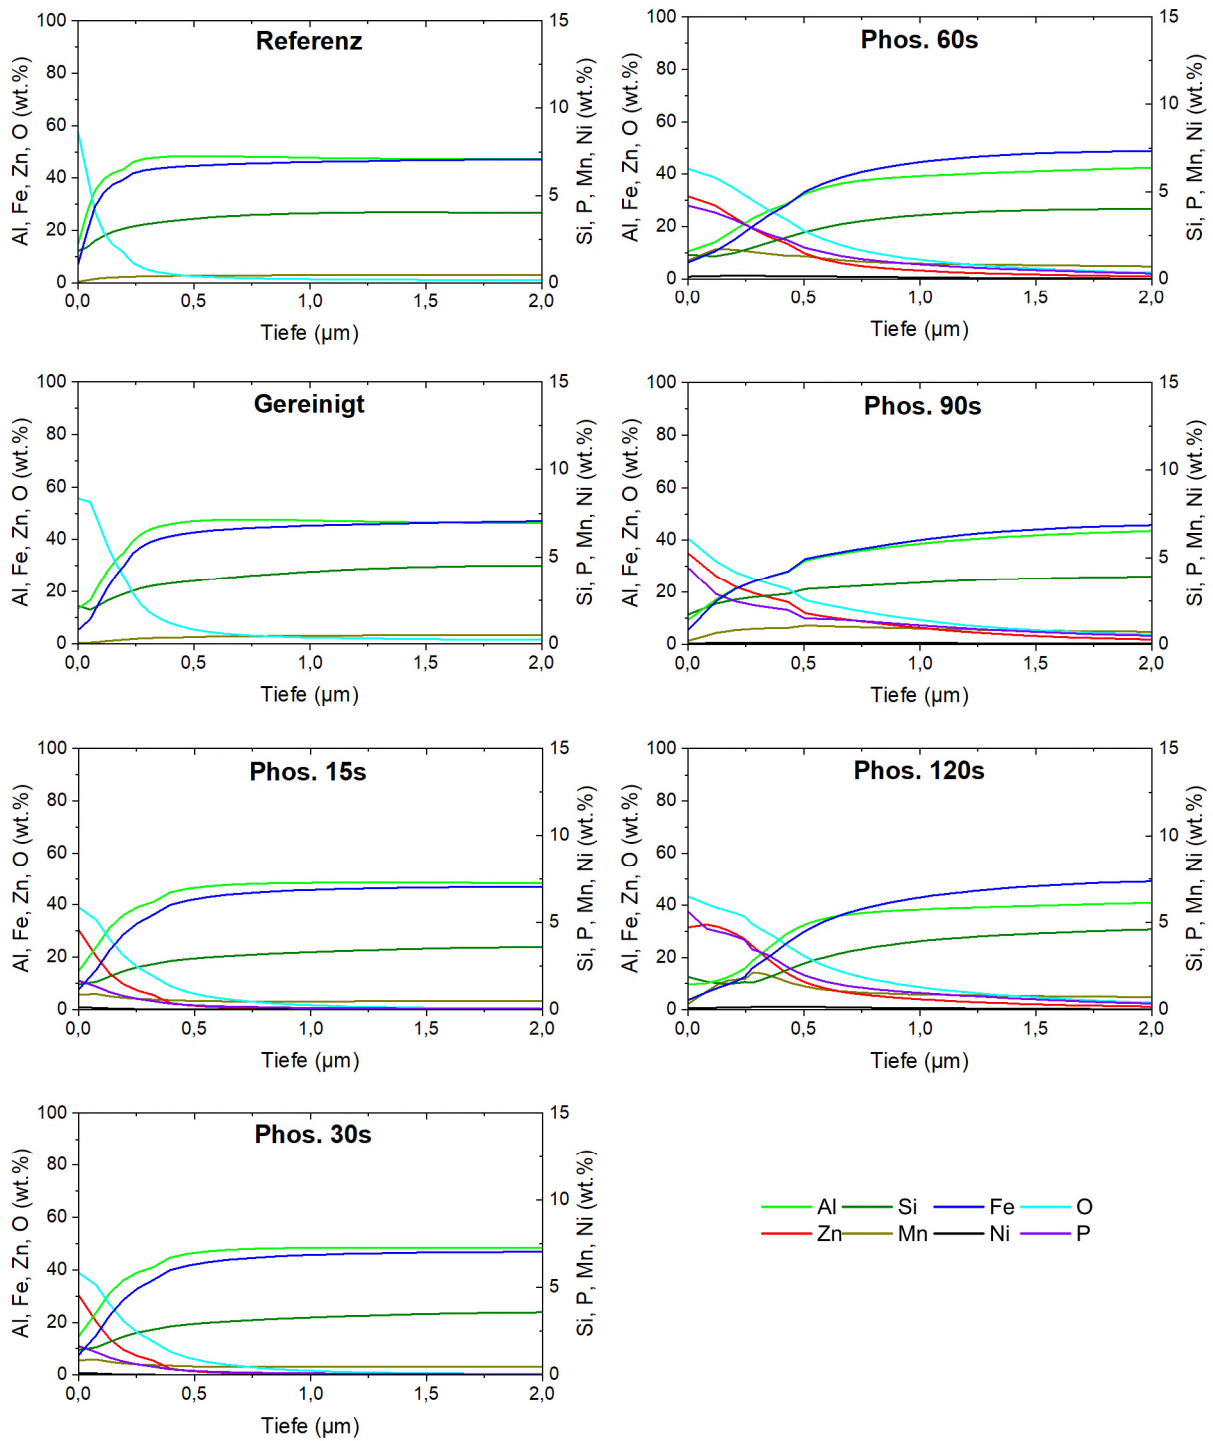 Referenz
Al, Fe, Zn, O (wt.%)
100
80
60
40
20
0
15
10
5
0
Si, P, Mn, Ni (wt.%)
0,0 0,5 1,0 1,5 2,0
Tiefe (µm)
Phos. 60s
Al, Fe, Zn, O (wt.%)
100
80
60
40
20
0
15
10
5
0
Si, P, Mn, Ni (wt.%)
0,0 0,5 1,0 1,5 2,0
Tiefe (µm)
Gereinigt
Al, Fe, Zn, O (wt.%)
100
80
60
40
20
0
15
10
5
0
Si, P, Mn, Ni (wt.%)
0,0 0,5 1,0 1,5 2,0
Tiefe (µm)
Phos. 90s
Al, Fe, Zn, O (wt.%)
100
80
60
40
20
0
15
10
5
0
Si, P, Mn, Ni (wt.%)
0,0 0,5 1,0 1,5 2,0
Tiefe (µm)
Phos. 15s
Al, Fe, Zn, O (wt.%)
100
80
60
40
20
0
15
10
5
0
Si, P, Mn, Ni (wt.%)
0,0 0,5 1,0 1,5 2,0
Tiefe (µm)
Phos. 120s
Al, Fe, Zn, O (wt.%)
100
80
60
40
20
0
15
10
5
0
Si, P, Mn, Ni (wt.%)
0,0 0,5 1,0 1,5 2,0
Tiefe (µm)
Phos. 30s
Al, Fe, Zn, O (wt.%)
100
80
60
40
20
0
15
10
5
0
Si, P, Mn, Ni (wt.%)
0,0 0,5 1,0 1,5 2,0
Tiefe (µm)
Al Si Fe O
Zn Mn Ni P